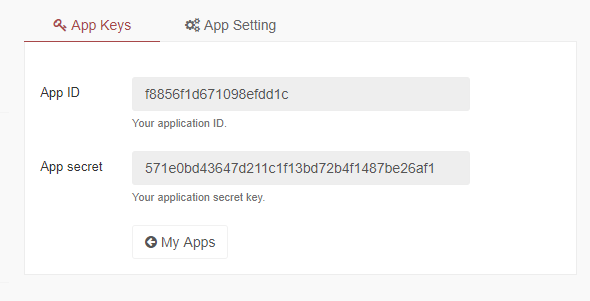 App Keys
App Setting
App ID
f8856f1d671098efdd1c
Your application ID.
App secret
571e0bd43647d211c1f13bd72b4f1487be26af1
Your application secret key.
My Apps